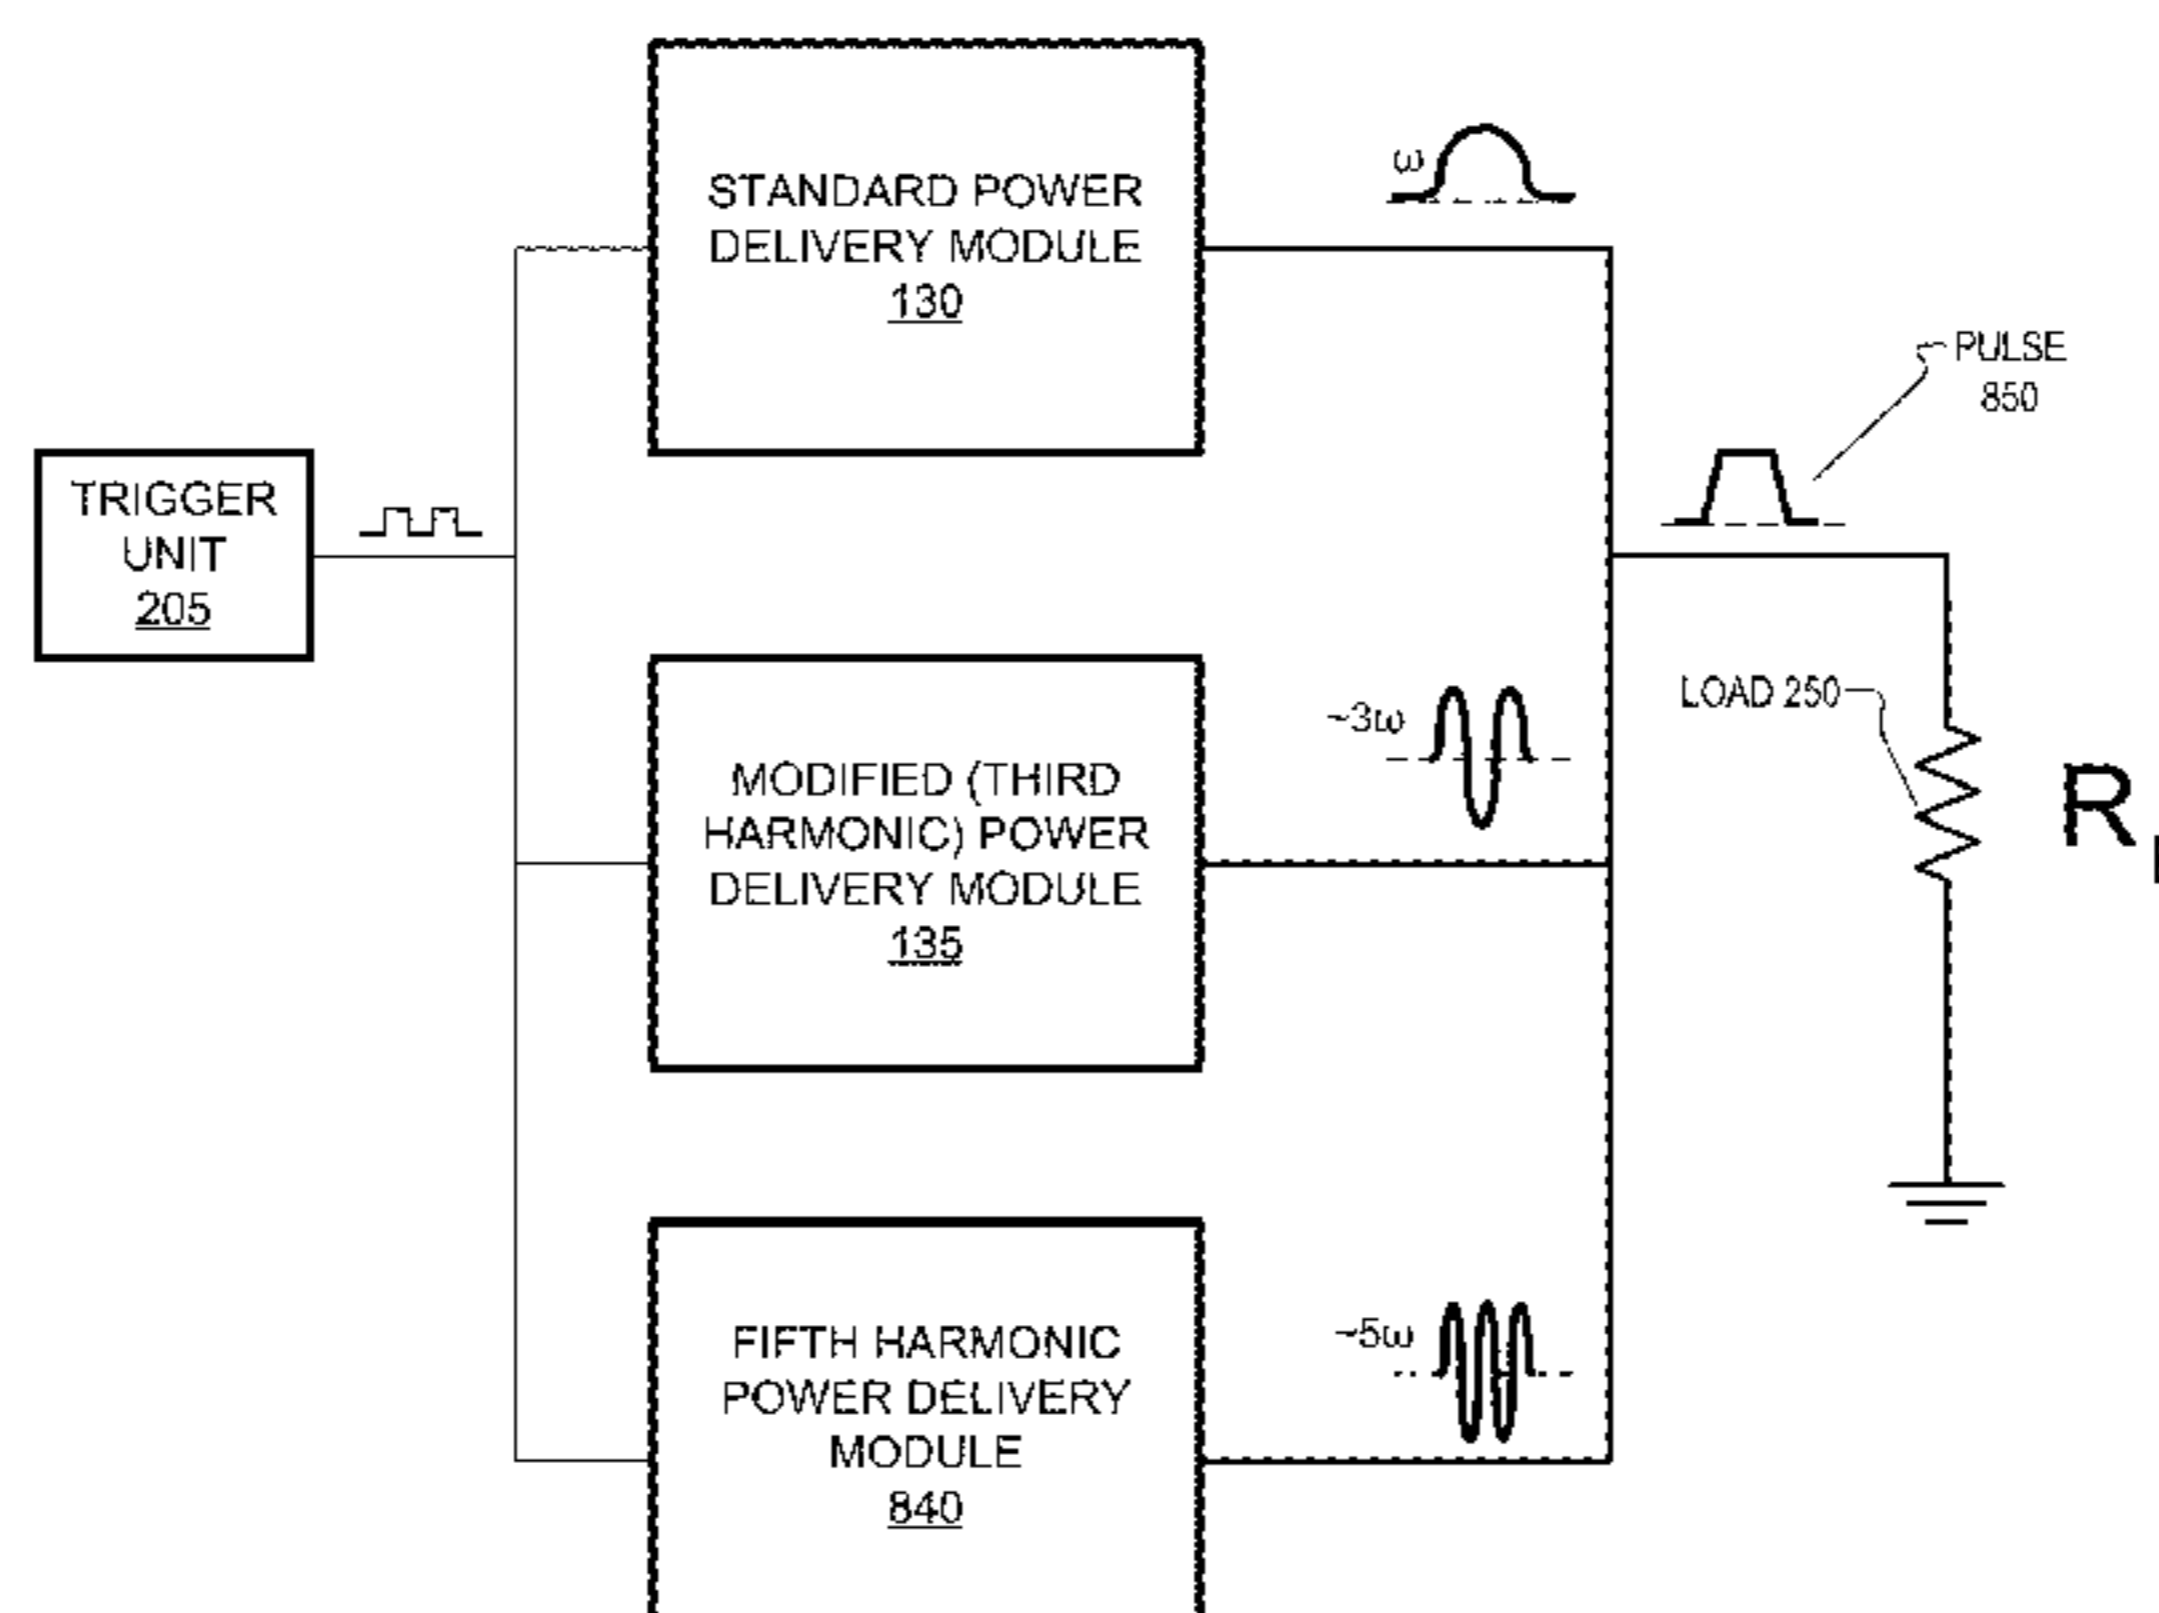 STANDARD POWER
DELIVERY MODULE
130
ω
PULSE
850
TRIGGER
UNIT
205
~3ω
LOAD 250
MODIFIED (THIRD
HARMONIC) POWER
DELIVERY MODULE
135
R
~5ω
FIFTH HARMONIC
POWER DELIVERY
MODULE
840